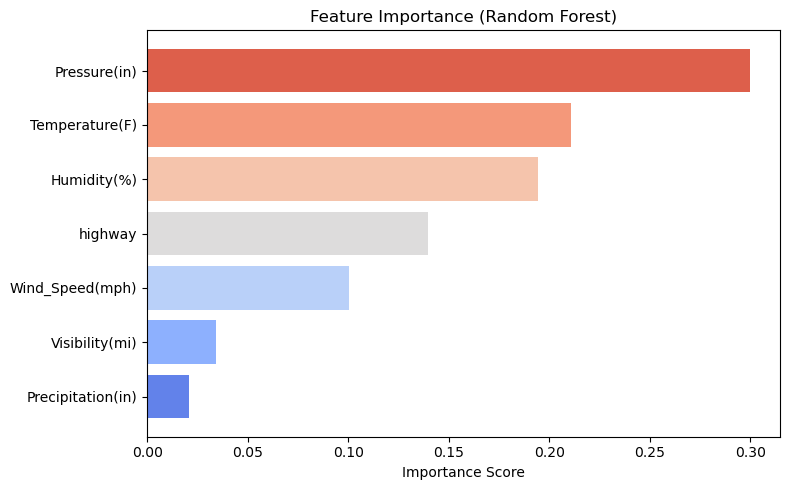 Feature Importance (Random Forest)
Pressure(in)
Temperature(F)
Humidity(%)
highway
Wind_Speed(mph)
Visibility(mi)
Precipitation(in)
0.00 0.05 0.10 0.15 0.20 0.25 0.30
Importance Score